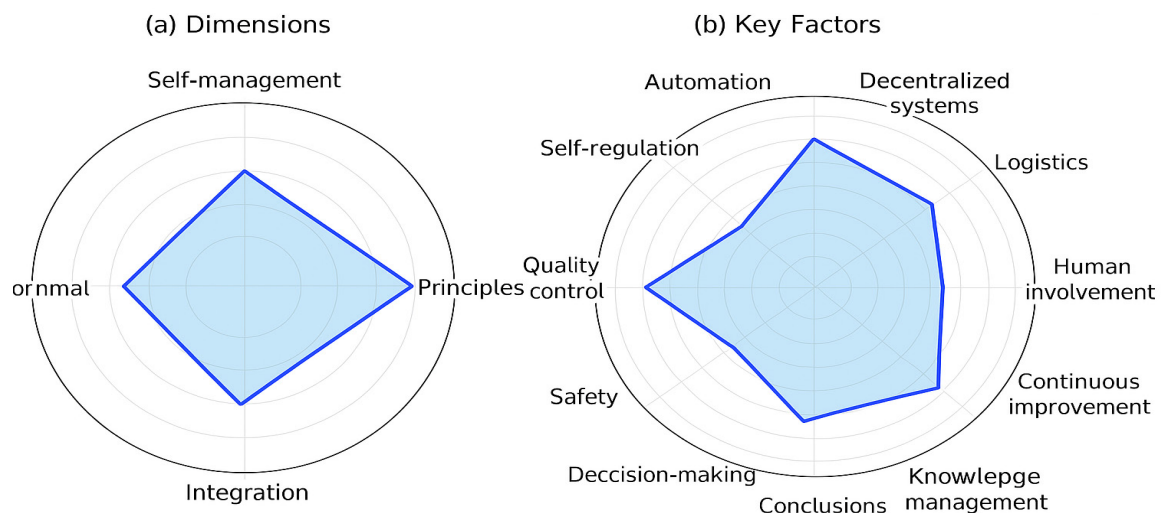 (a) Dimensions
Self-management
ornmal
Principles
Integration
(b) Key Factors
Automation
Decentralized
systems
Self-regulation
Logistics
Quality
control
Human
involvement
Safety
Continuous
improvement
Deccision-making
Knowlepge
management
Conclusions